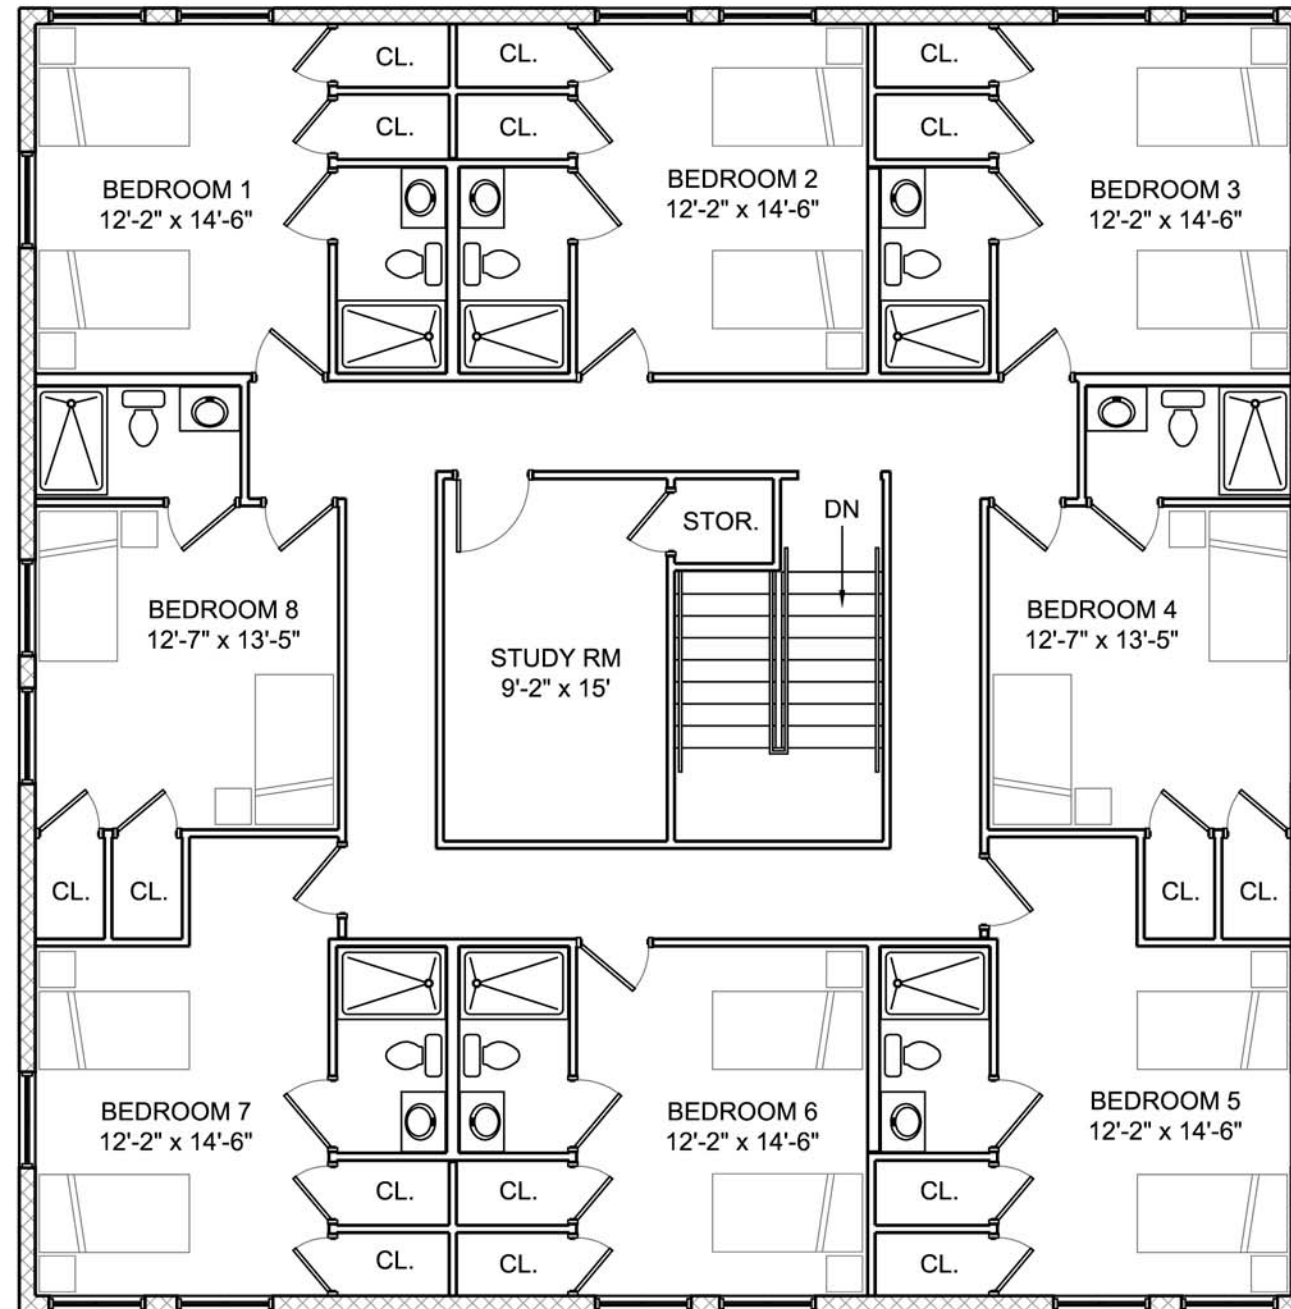 CL.
CL.
CL.
CL.
CL.
CL.
BEDROOM 1
12'-2" x 14'-6"
BEDROOM 2
12'-2" x 14'-6"
BEDROOM 3
12'-2" x 14'-6"
STOR.
DN
BEDROOM 8
12'-7" x 13'-5"
STUDY RM
9'-2" x 15'
BEDROOM 4
12'-7" x 13'-5"
CL.
CL.
CL.
CL.
BEDROOM 7
12'-2" x 14'-6"
BEDROOM 6
12'-2" x 14'-6"
BEDROOM 5
12'-2" x 14'-6"
CL.
CL.
CL.
CL.
CL.
CL.